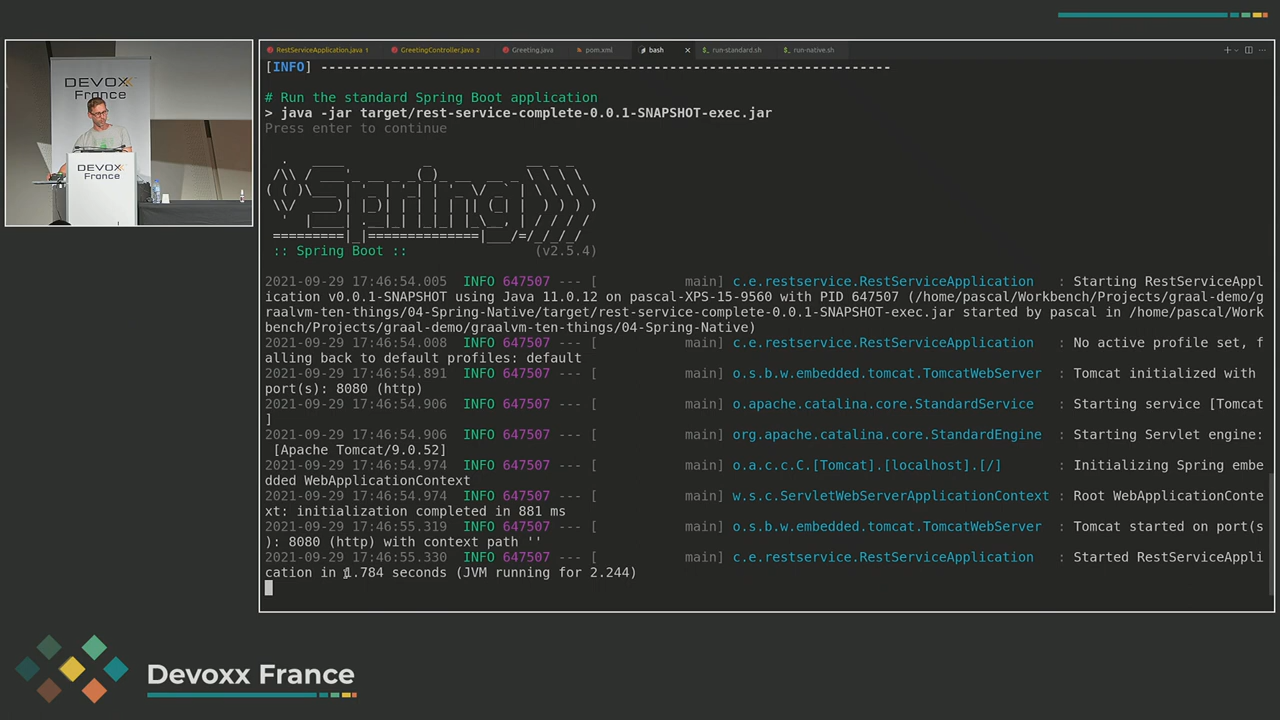 DEVOXX
France
DEVOXX
France
RestServiceApplication.java 1
GreetingController.java 2
Greeting.java
pom.xml
bash
run-standard.sh
run-native.sh
[INFO] ------------------------------------------------------------------------
# Run the standard Spring Boot application
> java -jar target/rest-service-complete-0.0.1-SNAPSHOT-exec.jar
Press enter to continue
Spring
:: Spring Boot :: (v2.5.4)
2021-09-29 17:46:54.005 INFO 647507 --- [ main] c.e.restservice.RestServiceApplication : Starting RestServiceAppl
ication v0.0.1-SNAPSHOT using Java 11.0.12 on pascal-XPS-15-9560 with PID 647507 (/home/pascal/Workbench/Projects/graal-demo/g
raalvm-ten-things/04-Spring-Native/target/rest-service-complete-0.0.1-SNAPSHOT-exec.jar started by pascal in /home/pascal/Work
bench/Projects/graal-demo/graalvm-ten-things/04-Spring-Native)
2021-09-29 17:46:54.008 INFO 647507 --- [ main] c.e.restservice.RestServiceApplication : No active profile set, f
alling back to default profiles: default
2021-09-29 17:46:54.891 INFO 647507 --- [ main] o.s.b.w.embedded.tomcat.TomcatWebServer : Tomcat initialized with
port(s): 8080 (http)
2021-09-29 17:46:54.906 INFO 647507 --- [ main] o.apache.catalina.core.StandardService : Starting service [Tomcat
]
2021-09-29 17:46:54.906 INFO 647507 --- [ main] org.apache.catalina.core.StandardEngine : Starting Servlet engine:
[Apache Tomcat/9.0.52]
2021-09-29 17:46:54.974 INFO 647507 --- [ main] o.a.c.c.C.[Tomcat].[localhost].[/] : Initializing Spring embe
dded WebApplicationContext
2021-09-29 17:46:54.974 INFO 647507 --- [ main] w.s.c.ServletWebServerApplicationContext : Root WebApplicationConte
xt: initialization completed in 881 ms
2021-09-29 17:46:55.319 INFO 647507 --- [ main] o.s.b.w.embedded.tomcat.TomcatWebServer : Tomcat started on port(s
): 8080 (http) with context path ''
2021-09-29 17:46:55.330 INFO 647507 --- [ main] c.e.restservice.RestServiceApplication : Started RestServiceAppli
cation in 1.784 seconds (JVM running for 2.244)
Devoxx France